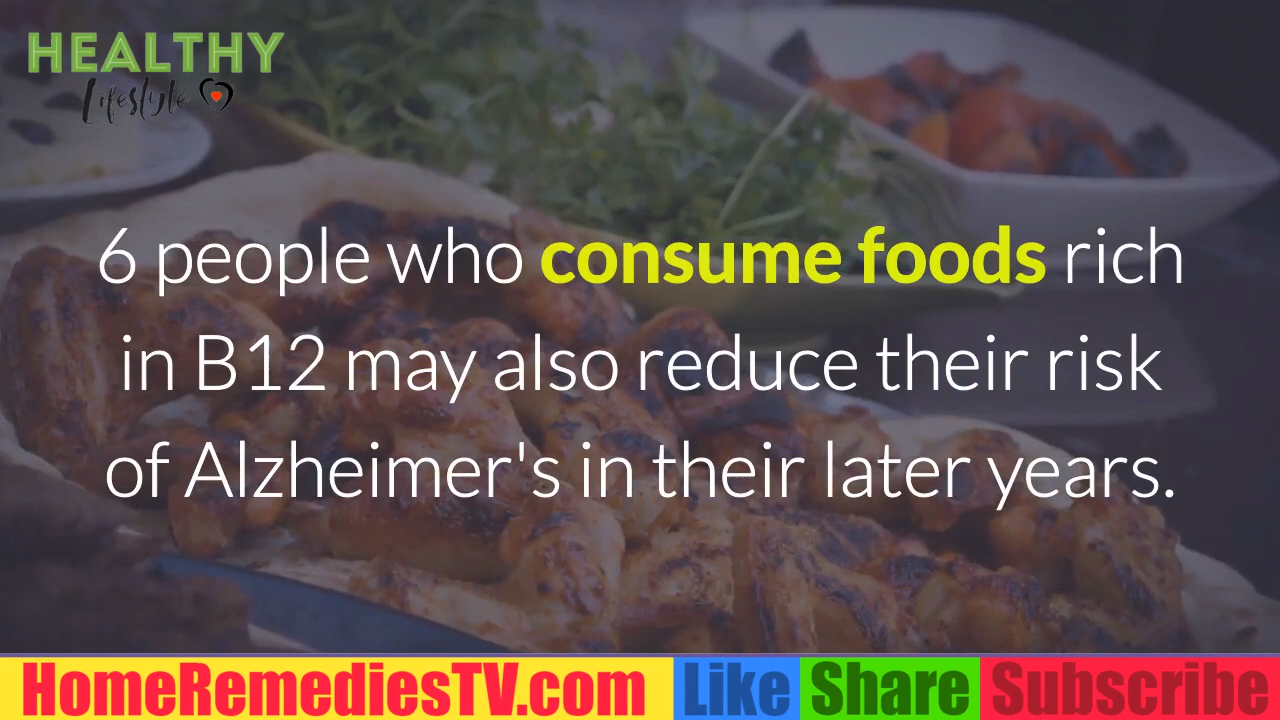 HEALTHY
Lifestyle
6 people who consume foods rich
in B12 may also reduce their risk
of Alzheimer's in their later years.
HomeRemediesTV.com Like Share Subscribe